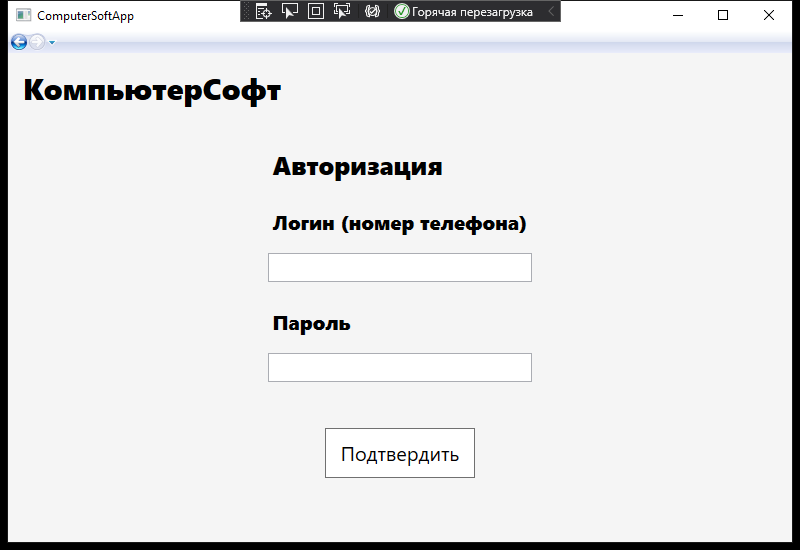 ComputerSoftApp
Горячая перезагрузка
КомпьютерСофт
Авторизация
Логин (номер телефона)
Пароль
Подтвердить